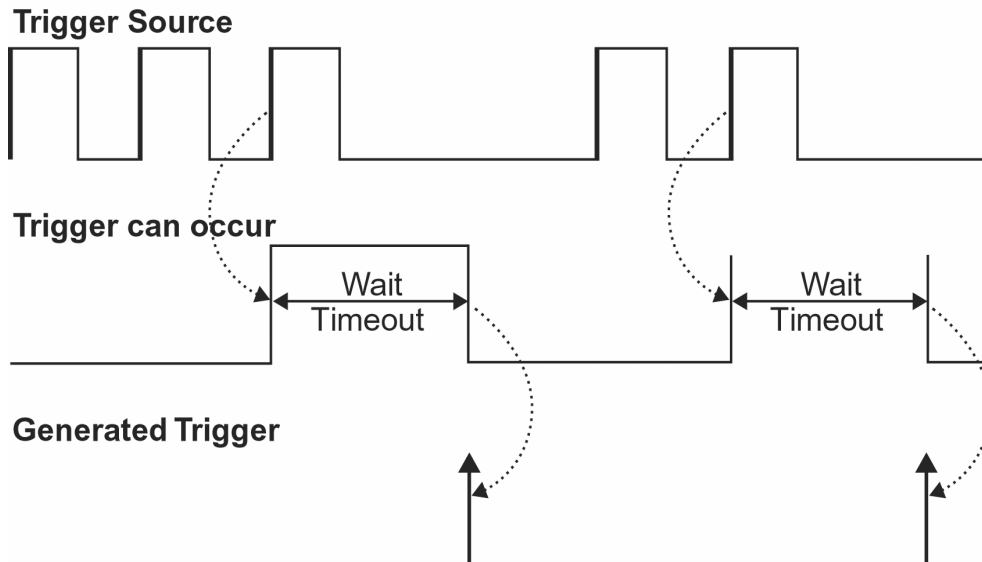 Trigger Source
Trigger can occur
Wait
Timeout
Wait
Timeout
Generated Trigger